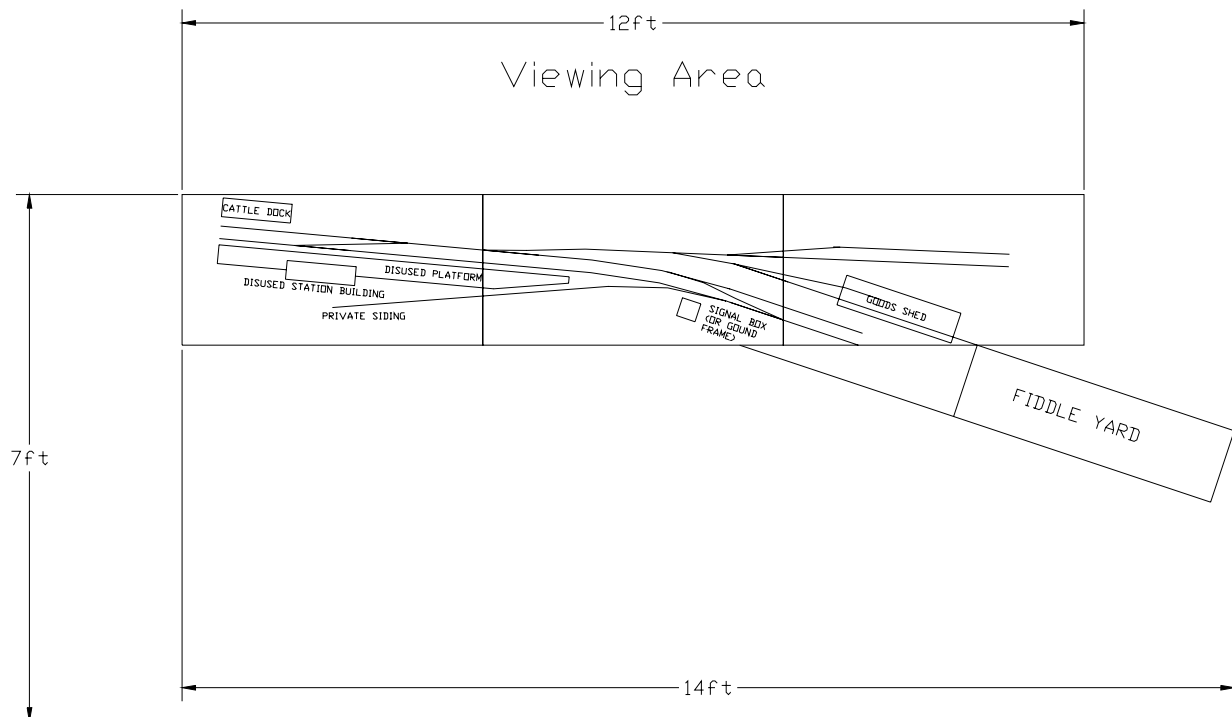 12ft
Viewing Area
CATTLE DOCK
DISUSED PLATFORM
DISUSED STATION BUILDING
PRIVATE SIDING
SIGNAL BOX
(OR GOUND
FRAME)
GOODS SHED
FIDDLE YARD
7ft
14ft